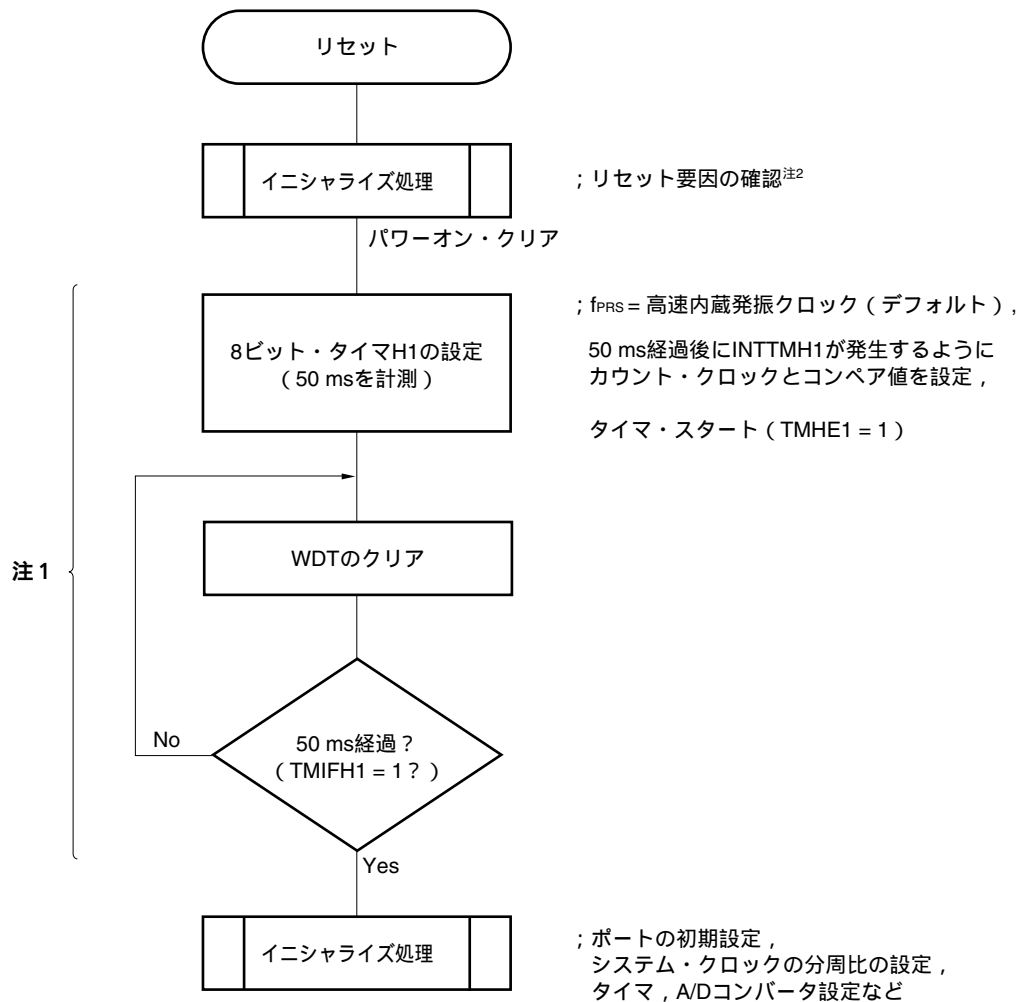 リセット
イニシャライズ処理
；リセット要因の確認注2
パワーオン・クリア
8ビット・タイマH1の設定
（50 msを計測）
；fPRS = 高速内蔵発振クロック（デフォルト），
50 ms経過後にINTTMH1が発生するように
カウント・クロックとコンペア値を設定，
タイマ・スタート（TMHE1 = 1）
注1
WDTのクリア
No
50 ms経過？
（TMIFH1 = 1？）
Yes
イニシャライズ処理
；ポートの初期設定，
システム・クロックの分周比の設定，
タイマ，A/Dコンバータ設定など